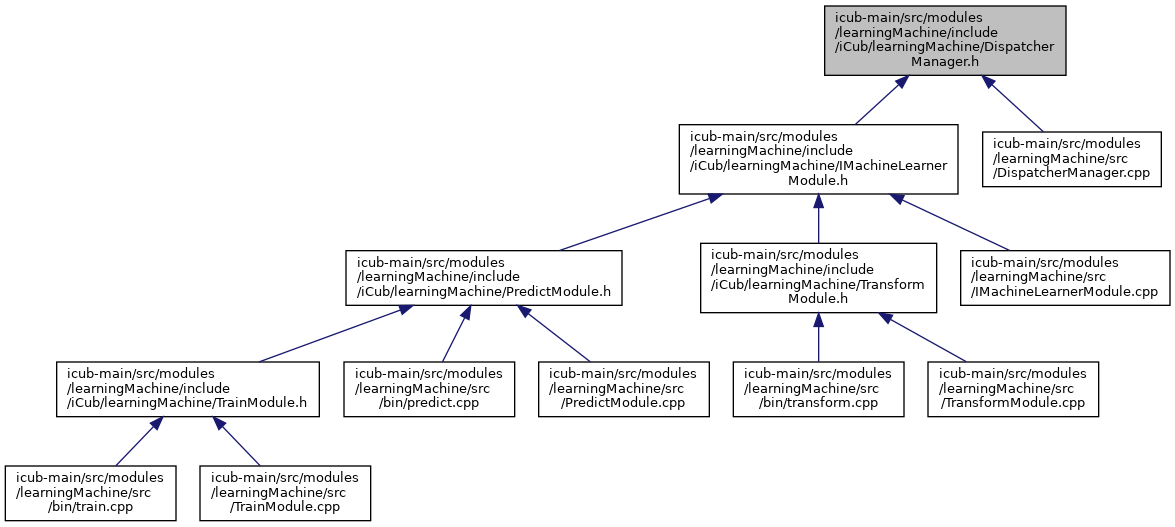 icub-main/src/modules
/learningMachine/include
/iCub/learningMachine/Dispatcher
Manager.h
icub-main/src/modules
/learningMachine/include
/iCub/learningMachine/IMachineLearner
Module.h
icub-main/src/modules
/learningMachine/src
/DispatcherManager.cpp
icub-main/src/modules
/learningMachine/include
/iCub/learningMachine/PredictModule.h
icub-main/src/modules
/learningMachine/include
/iCub/learningMachine/Transform
Module.h
icub-main/src/modules
/learningMachine/src
/IMachineLearnerModule.cpp
icub-main/src/modules
/learningMachine/include
/iCub/learningMachine/TrainModule.h
icub-main/src/modules
/learningMachine/src
/bin/predict.cpp
icub-main/src/modules
/learningMachine/src
/PredictModule.cpp
icub-main/src/modules
/learningMachine/src
/bin/transform.cpp
icub-main/src/modules
/learningMachine/src
/TransformModule.cpp
icub-main/src/modules
/learningMachine/src
/bin/train.cpp
icub-main/src/modules
/learningMachine/src
/TrainModule.cpp